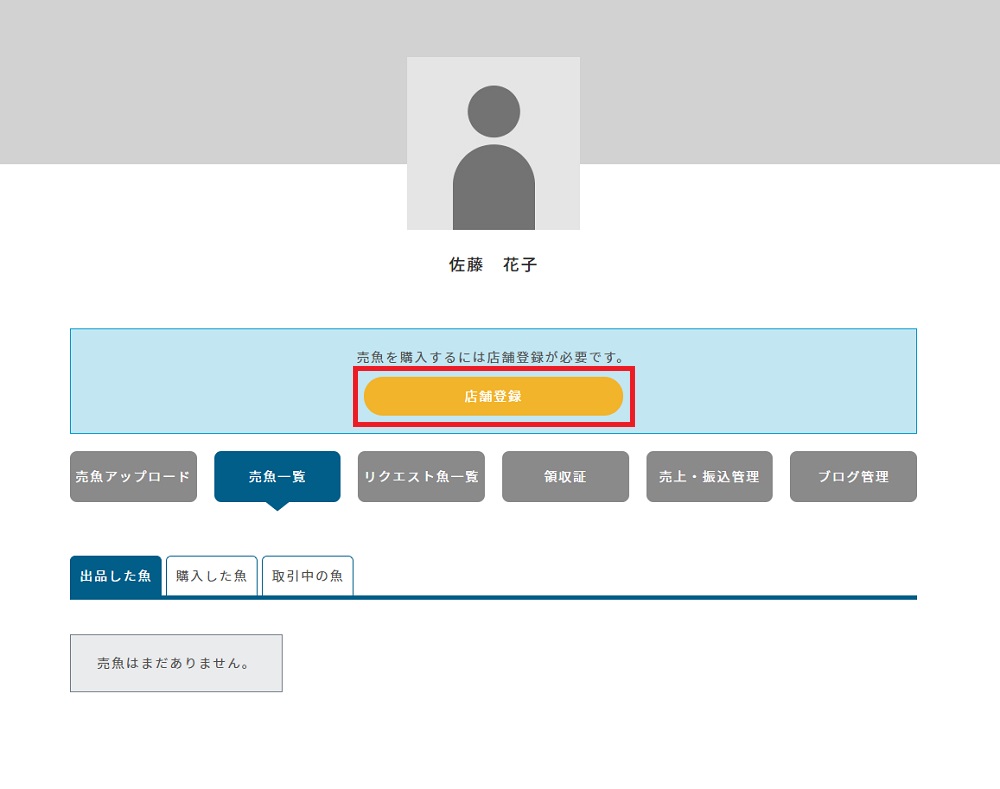 佐藤　花子
売魚を購入するには店舗登録が必要です。
店舗登録
売魚アップロード
売魚一覧
リクエスト魚一覧
領収証
売上・振込管理
ブログ管理
出品した魚
購入した魚
取引中の魚
売魚はまだありません。